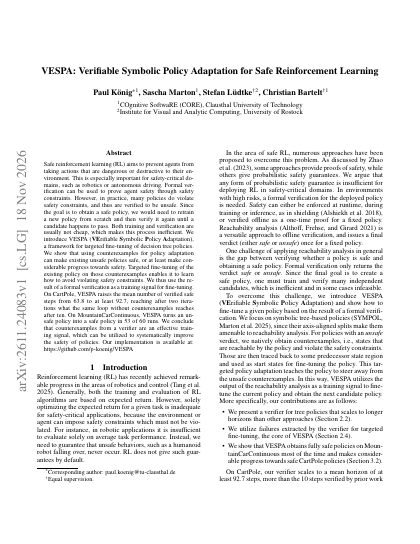 VESPA: Verifiable Symbolic Policy Adaptation for Safe Reinforcement Learning
Paul König*¹, Sascha Marton¹, Stefan Lüdtke†², Christian Bartelt†¹
¹Cognitive SoftwaRE (CORE), Clausthal University of Technology
²Institute for Visual and Analytic Computing, University of Rostock
arXiv:2611.24083v1 [cs.LG] 18 Nov 2026
Abstract
Safe reinforcement learning (RL) aims to prevent agents from
taking actions that are dangerous or destructive to their en-
vironment. This is especially important for safety-critical do-
mains, such as robotics or autonomous driving. Formal ver-
ification can be used to prove agent safety through safety
constraints. However, in practice, many policies do violate
safety constraints, and thus are verified to be unsafe. Since
the goal is to obtain a safe policy, we would need to retrain
a new policy from scratch and then verify it again until a
candidate happens to pass. Both training and verification are
usually not cheap, which makes this process inefficient. We
introduce VESPA (VErifiable Symbolic Policy Adaptation),
a framework for targeted fine-tuning of decision tree policies.
We show that using counterexamples for policy adaptation
can make existing unsafe policies safe, or at least make con-
siderable progress towards safety. Targeted fine-tuning of the
existing policy on those counterexamples enables it to learn
how to avoid violating safety constraints. We thus use the re-
sult of a formal verification as a training signal for fine-tuning.
On CartPole, VESPA raises the mean number of verified safe
steps from 63.8 to at least 92.7, reaching after two itera-
tions what the same loop without counterexamples reaches
after ten. On MountainCarContinuous, VESPA turns an un-
safe policy into a safe policy in 53 of 60 runs. We conclude
that counterexamples from a verifier are an effective train-
ing signal, which can be utilized to systematically improve
the safety of policies. Our implementation is available at:
https://github.com/p-koenig/VESPA.
1 Introduction
Reinforcement learning (RL) has recently achieved remark-
able progress in the areas of robotics and control (Tang et al.
2025). Generally, both the training and evaluation of RL
algorithms are based on expected return. However, solely
optimizing the expected return for a given task is inadequate
for safety-critical applications, because the environment or
an agent can impose safety constraints which must not be vi-
olated. For instance, in robotic applications it is insufficient
to evaluate solely on average task performance. Instead, we
need to guarantee that unsafe behaviors, such as a humanoid
robot falling over, never occur. RL does not give such guar-
antees by default.
*Corresponding author: paul.koenig@tu-clausthal.de
†Equal supervision.
In the area of safe RL, numerous approaches have been
proposed to overcome this problem. As discussed by Zhao
et al. (2023), some approaches provide proofs of safety, while
others give probabilistic safety guarantees. We argue that
any form of probabilistic safety guarantee is insufficient for
deploying RL in safety-critical domains. In environments
with high risks, a formal verification for the deployed policy
is needed. Safety can either be enforced at runtime, during
training or inference, as in shielding (Alshiekh et al. 2018),
or verified offline as a one-time proof for a fixed policy.
Reachability analysis (Althoff, Frehse, and Girard 2021) is
a versatile approach to offline verification, and issues a final
verdict (either safe or unsafe) once for a fixed policy.
One challenge of applying reachability analysis in general
is the gap between verifying whether a policy is safe and
obtaining a safe policy. Formal verification only returns the
verdict safe or unsafe. Since the final goal is to create a
safe policy, one must train and verify many independent
candidates, which is inefficient and in some cases infeasible.
To overcome this challenge, we introduce VESPA
(VErifiable Symbolic Policy Adaptation) and show how to
fine-tune a given policy based on the result of a formal verifi-
cation. We focus on symbolic tree-based policies (SYMPOL,
Marton et al. 2025), since their axis-aligned splits make them
amenable to reachability analysis. For policies with an unsafe
verdict, we natively obtain counterexamples, i.e., states that
are reachable by the policy and violate the safety constraints.
Those are then traced back to some predecessor state region
and used as start states for fine-tuning the policy. This tar-
geted policy adaptation teaches the policy to steer away from
the unsafe counterexamples. In this way, VESPA utilizes the
output of the reachability analysis as a training signal to fine-
tune the current policy and obtain the next candidate policy.
More specifically, our contributions are as follows:
• We present a verifier for tree policies that scales to longer
horizons than other approaches (Section 2.2).
• We utilize failures extracted by the verifier for targeted
fine-tuning, the core of VESPA (Section 2.4).
• We show that VESPA obtains fully safe policies on Moun-
tainCarContinuous most of the time and makes consider-
able progress towards safe CartPole policies (Section 3.2).
On CartPole, our verifier scales to a mean horizon of at
least 92.7 steps, more than the 10 steps verified by prior work